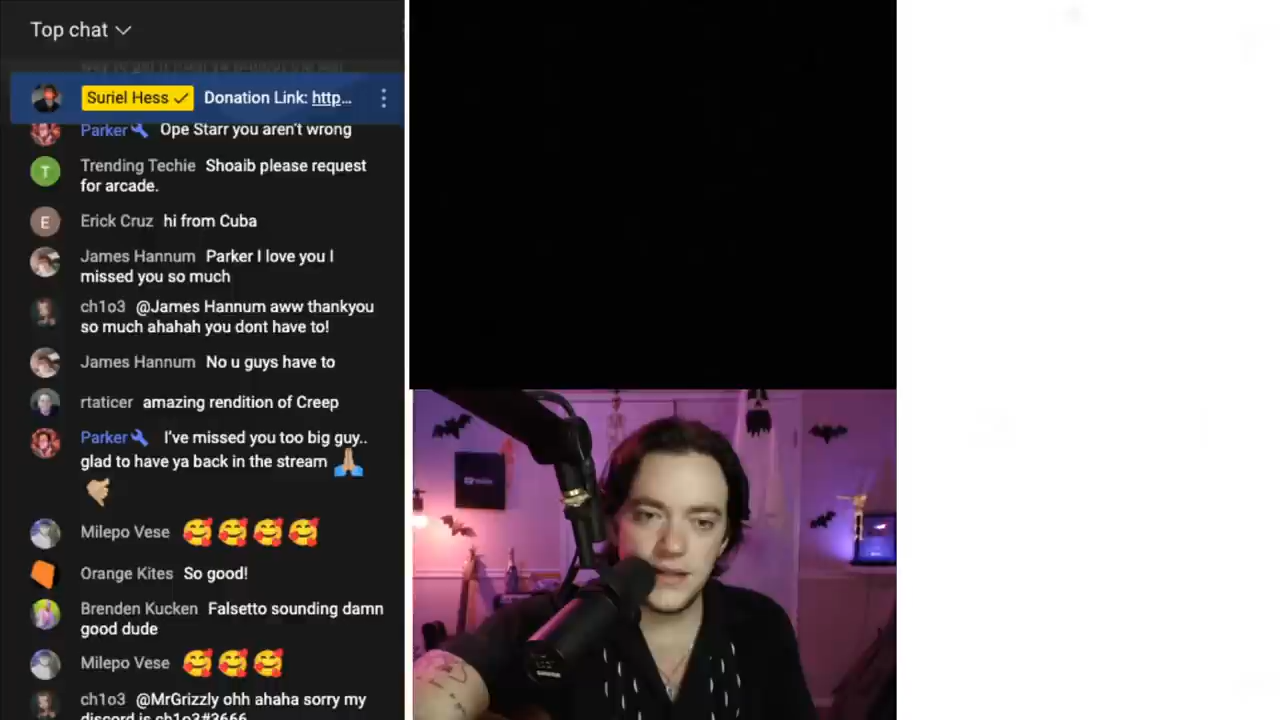 Top chat
Suriel Hess Donation Link: http...
Parker Ope Starr you aren't wrong
Trending Techie Shoaib please request
for arcade.
Erick Cruz hi from Cuba
James Hannum Parker I love you I
missed you so much
ch1o3 @James Hannum aww thankyou
so much ahahah you dont have to!
James Hannum No u guys have to
rtaticer amazing rendition of Creep
Parker I've missed you too big guy..
glad to have ya back in the stream 🙏🏼
🤙🏼
Milepo Vese 🥰 🥰 🥰 🥰
Orange Kites So good!
Brenden Kucken Falsetto sounding damn
good dude
Milepo Vese 🥰 🥰 🥰
ch1o3 @MrGrizzly ohh ahaha sorry my
discord is ch1o3#3666